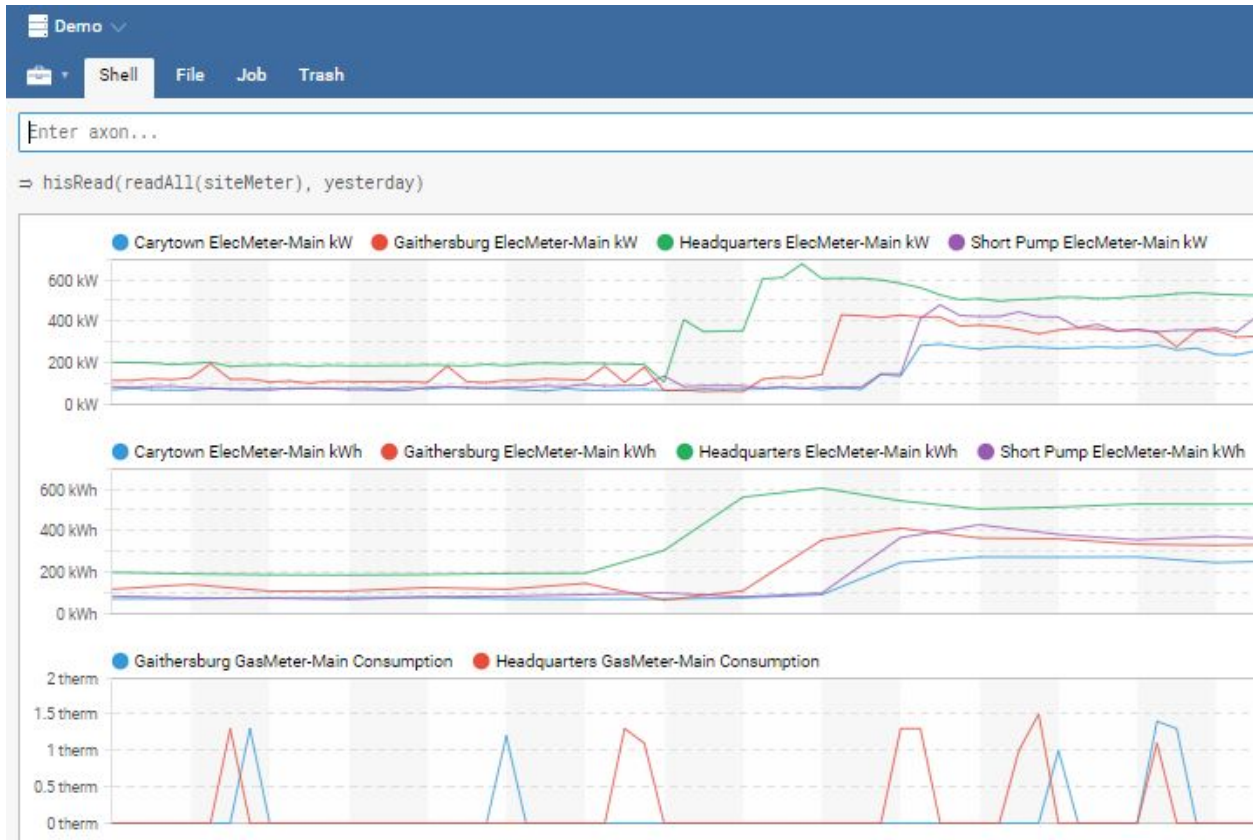 Demo
Shell File Job Trash
Enter axon...
⇒ hisRead(readAll(siteMeter), yesterday)
Carytown ElecMeter-Main kW Gaithersburg ElecMeter-Main kW Headquarters ElecMeter-Main kW Short Pump ElecMeter-Main kW
600 kW
400 kW
200 kW
0 kW
Carytown ElecMeter-Main kWh Gaithersburg ElecMeter-Main kWh Headquarters ElecMeter-Main kWh Short Pump ElecMeter-Main kWh
600 kWh
400 kWh
200 kWh
0 kWh
Gaithersburg GasMeter-Main Consumption Headquarters GasMeter-Main Consumption
2 therm
1.5 therm
1 therm
0.5 therm
0 therm